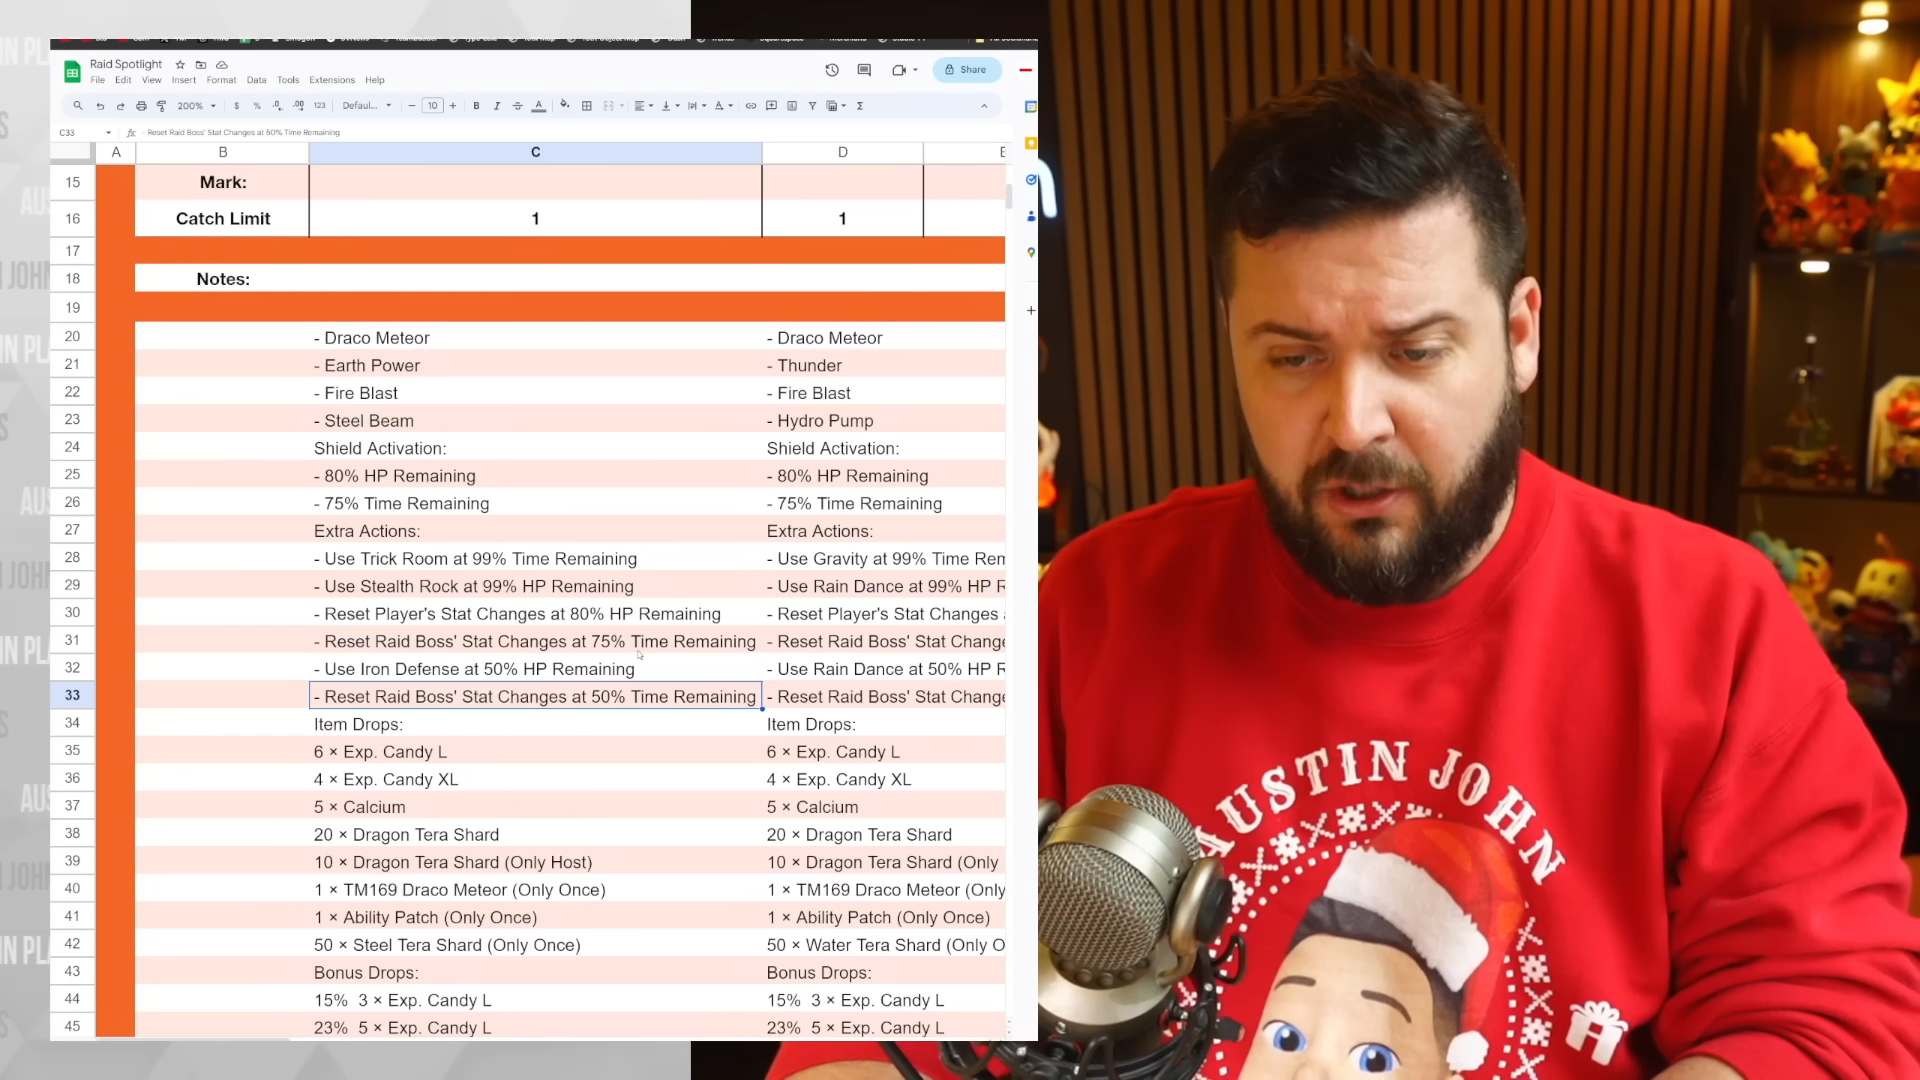 Raid Spotlight
File Edit View Insert Format Data Tools Extensions Help
Share
200% $ % .0 .00 123 Defaul... 10 B I A
C33 fx - Reset Raid Boss' Stat Changes at 50% Time Remaining
A B C D E
15 Mark:
16 Catch Limit 1 1
17
18 Notes:
19
20 - Draco Meteor - Draco Meteor
21 - Earth Power - Thunder
22 - Fire Blast - Fire Blast
23 - Steel Beam - Hydro Pump
24 Shield Activation: Shield Activation:
25 - 80% HP Remaining - 80% HP Remaining
26 - 75% Time Remaining - 75% Time Remaining
27 Extra Actions: Extra Actions:
28 - Use Trick Room at 99% Time Remaining - Use Gravity at 99% Time Rem
29 - Use Stealth Rock at 99% HP Remaining - Use Rain Dance at 99% HP R
30 - Reset Player's Stat Changes at 80% HP Remaining - Reset Player's Stat Changes
31 - Reset Raid Boss' Stat Changes at 75% Time Remaining - Reset Raid Boss' Stat Change
32 - Use Iron Defense at 50% HP Remaining - Use Rain Dance at 50% HP R
33 - Reset Raid Boss' Stat Changes at 50% Time Remaining - Reset Raid Boss' Stat Change
34 Item Drops: Item Drops:
35 6 × Exp. Candy L 6 × Exp. Candy L
36 4 × Exp. Candy XL 4 × Exp. Candy XL
37 5 × Calcium 5 × Calcium
38 20 × Dragon Tera Shard 20 × Dragon Tera Shard
39 10 × Dragon Tera Shard (Only Host) 10 × Dragon Tera Shard (Only
40 1 × TM169 Draco Meteor (Only Once) 1 × TM169 Draco Meteor (Only
41 1 × Ability Patch (Only Once) 1 × Ability Patch (Only Once)
42 50 × Steel Tera Shard (Only Once) 50 × Water Tera Shard (Only O
43 Bonus Drops: Bonus Drops:
44 15% 3 × Exp. Candy L 15% 3 × Exp. Candy L
45 23% 5 × Exp. Candy L 23% 5 × Exp. Candy L
AUSTIN JOHN